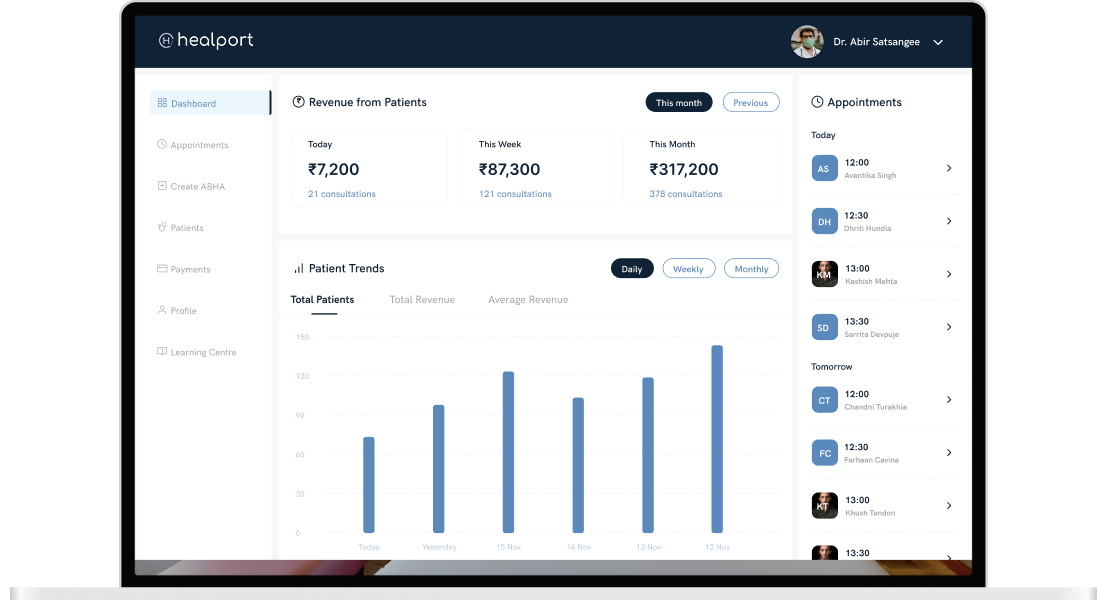 healport
Dr. Abir Satsangee
Dashboard
Appointments
Create ABHA
Patients
Payments
Profile
Learning Centre
Revenue from Patients
This month
Previous
Today
₹7,200
21 consultations
This Week
₹87,300
121 consultations
This Month
₹317,200
378 consultations
Patient Trends
Daily
Weekly
Monthly
Total Patients
Total Revenue
Average Revenue
150
120
90
60
30
0
Today
Yesterday
15 Nov
14 Nov
13 Nov
12 Nov
Appointments
Today
AS
12:00
Avantika Singh
DH
12:30
Dhriti Hundia
KM
13:00
Kashish Mehta
SD
13:30
Sarrita Devpuje
Tomorrow
CT
12:00
Chandni Turakhia
FC
12:30
Farhaan Cavina
KT
13:00
Khush Tandon
13:30